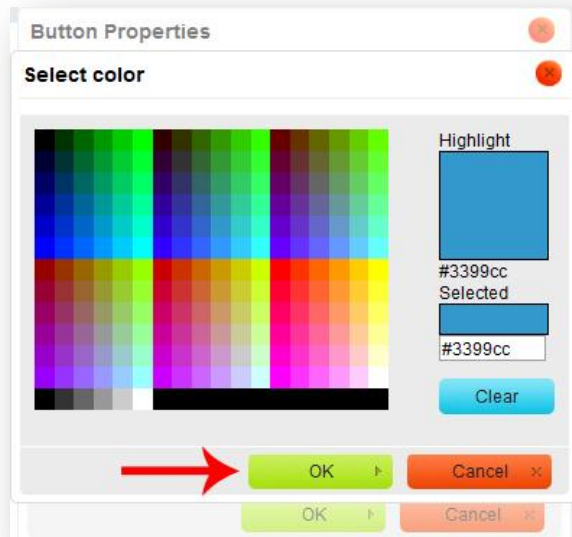 Button Properties
Select color
Highlight
#3399cc
Selected
#3399cc
Clear
OK
Cancel
OK
Cancel